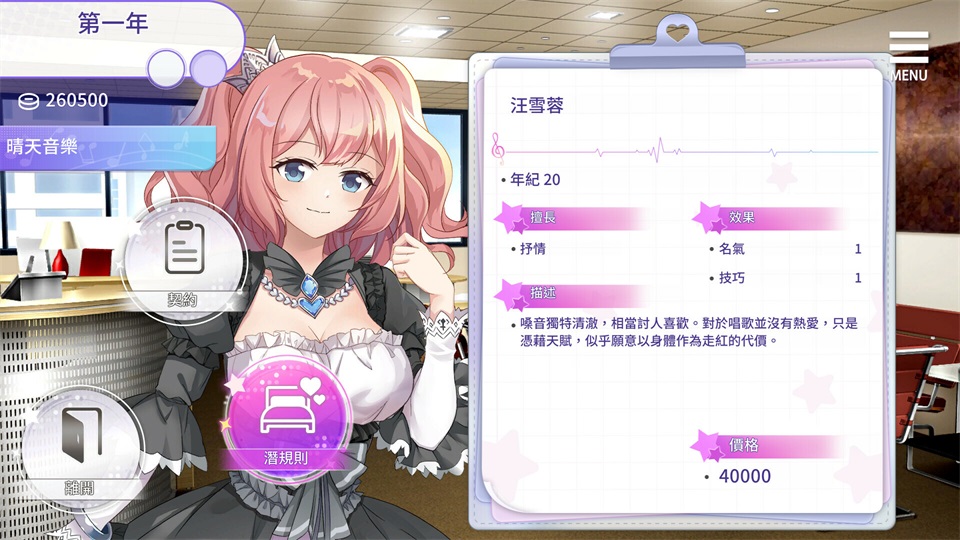 第一年
260500
晴天音樂
契約
潛規則
離開
MENU
汪雪蓉
• 年紀 20
擅長
• 抒情
效果
• 名氣 1
• 技巧 1
描述
• 嗓音獨特清澈，相當討人喜歡。對於唱歌並沒有熱愛，只是
憑藉天賦，似乎願意以身體作為走紅的代價。
價格
• 40000